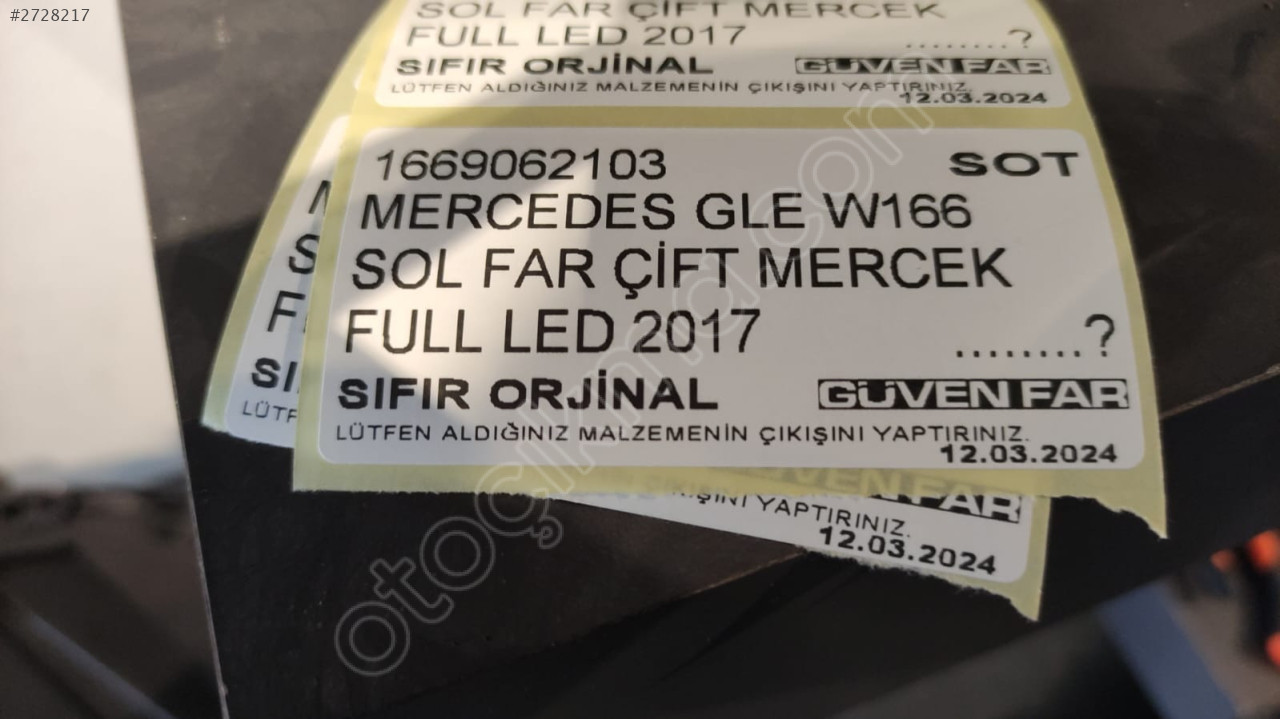 #2728217
SOL FAR ÇİFT MERCEK
FULL LED 2017 ........?
SIFIR ORJİNAL GÜVEN FAR
LÜTFEN ALDIĞINIZ MALZEMENİN ÇIKIŞINI YAPTIRINIZ.
12.03.2024
1669062103 SOT
MERCEDES GLE W166
SOL FAR ÇİFT MERCEK
FULL LED 2017 ........?
SIFIR ORJİNAL GÜVEN FAR
LÜTFEN ALDIĞINIZ MALZEMENİN ÇIKIŞINI YAPTIRINIZ.
12.03.2024
GÜVEN FAR
YAPTIRINIZ.
12.03.2024
otoçıkma.com